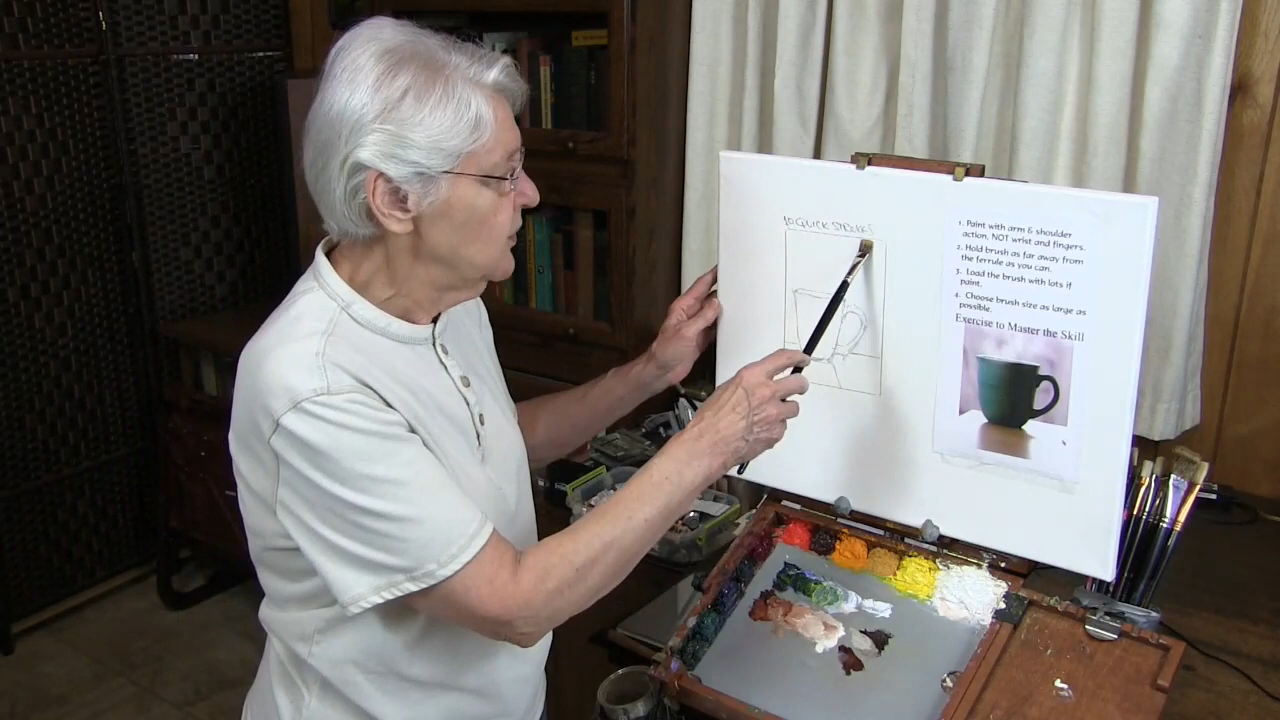 10 QUICK STROKES
1. Paint with arm & shoulder
action, NOT wrist and fingers.
2. Hold brush as far away from
the ferrule as you can.
3. Load the brush with lots if
paint.
4. Choose brush size as large as
possible.
Exercise to Master the Skill